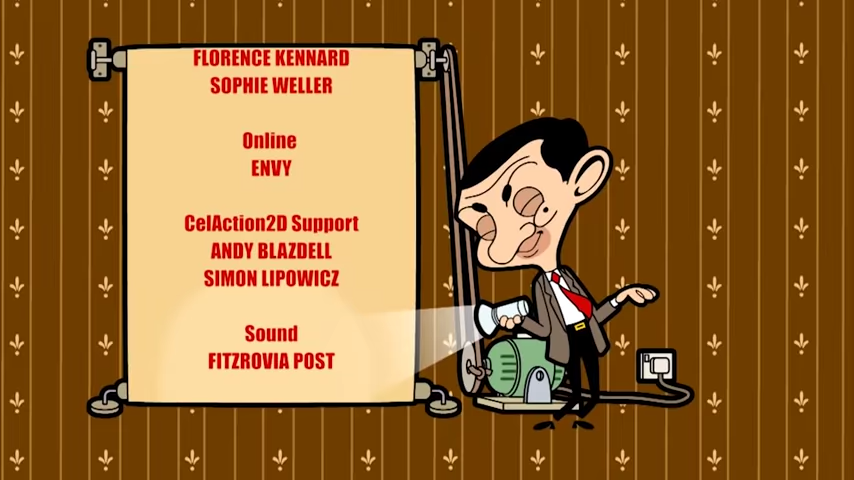 FLORENCE KENNARD
SOPHIE WELLER
Online
ENVY
CelAction2D Support
ANDY BLAZDELL
SIMON LIPOWICZ
Sound
FITZROVIA POST